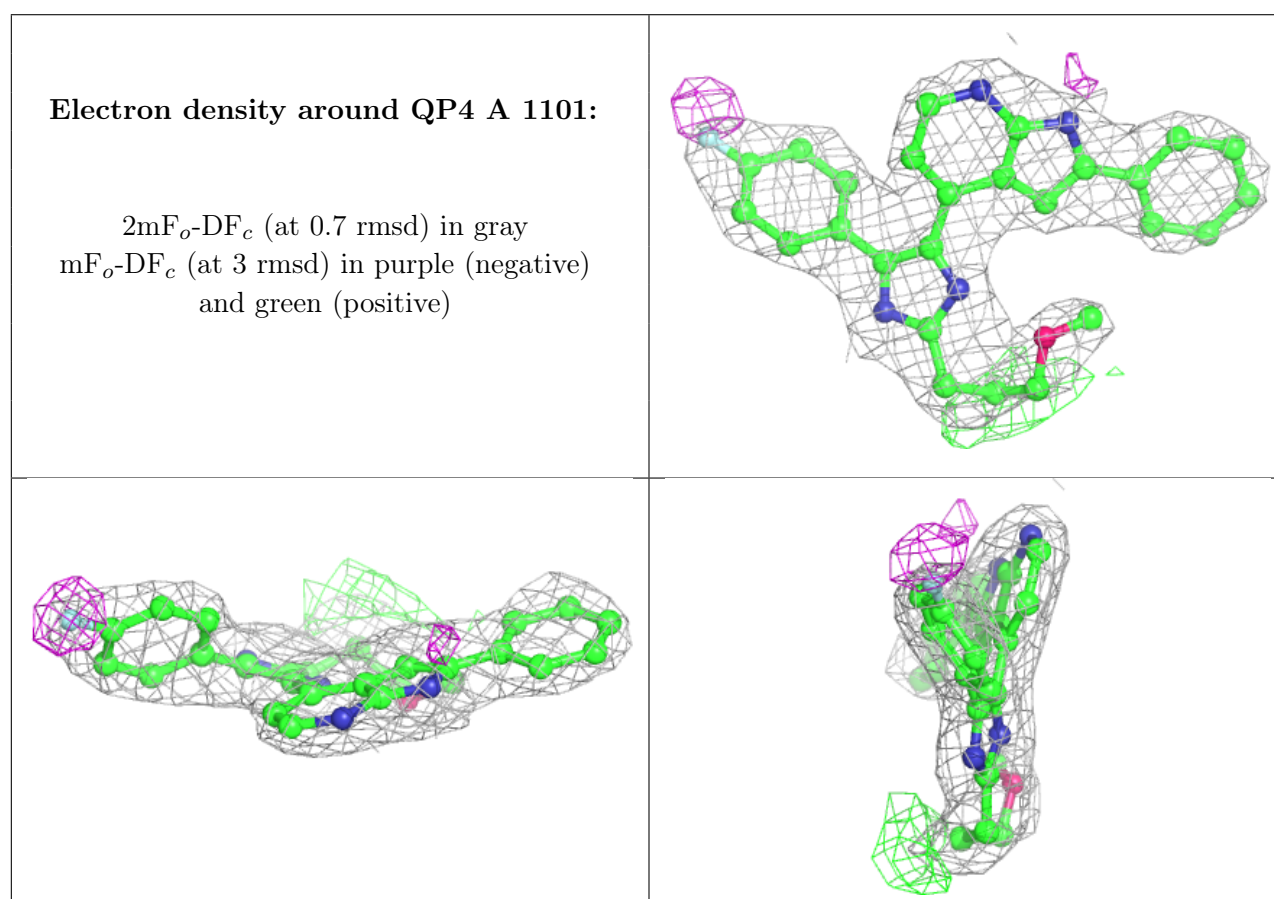 Electron density around QP4 A 1101:
2mFo-DFc (at 0.7 rmsd) in gray
mFo-DFc (at 3 rmsd) in purple (negative)
and green (positive)